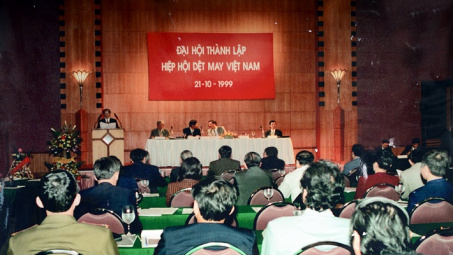 ĐẠI HỘI THÀNH LẬP
HIỆP HỘI DỆT MAY VIỆT NAM
21-10-1999